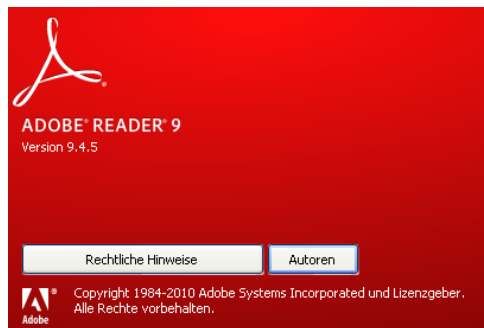 ADOBE® READER® 9
Version 9.4.5
Rechtliche Hinweise
Autoren
Copyright 1984-2010 Adobe Systems Incorporated und Lizenzgeber.
Alle Rechte vorbehalten.
Adobe